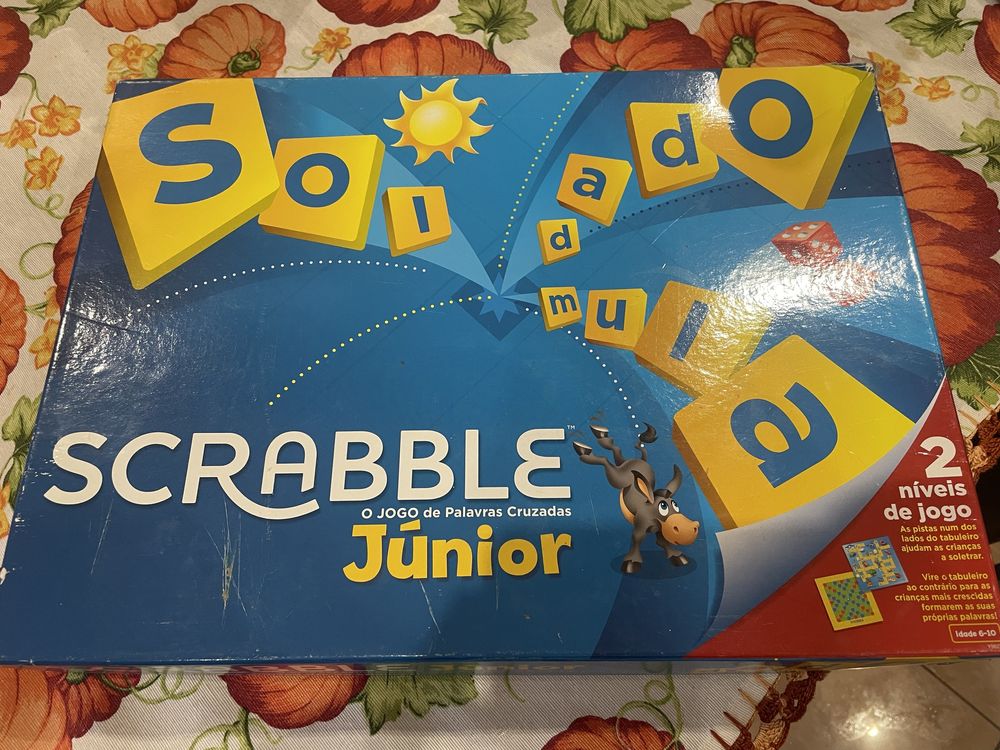 Sol
dado
mula
SCRABBLE™
O JOGO de Palavras Cruzadas
Júnior
2
níveis
de jogo
As pistas num dos
lados do tabuleiro
ajudam as crianças
a soletrar.
Vire o tabuleiro
ao contrário para as
crianças mais crescidas
formarem as suas
próprias palavras!
Idade 6-10